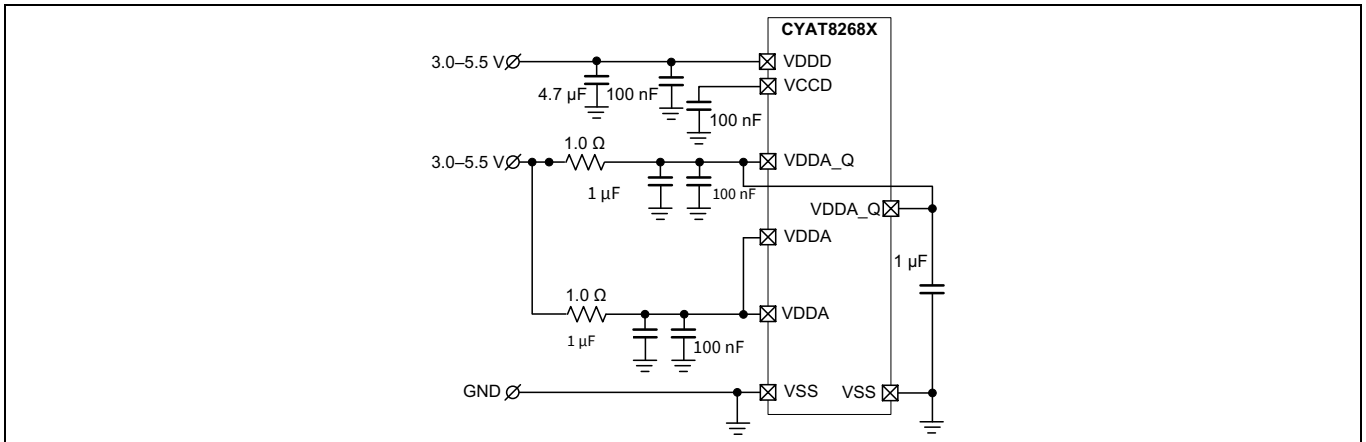 CYAT8268X
3.0–5.5 V
VDDD
VCCD
4.7 µF
100 nF
100 nF
1.0 Ω
3.0–5.5 V
VDDA_Q
1 µF
100 nF
VDDA_Q
VDDA
1 µF
1.0 Ω
VDDA
1 µF
100 nF
GND
VSS
VSS